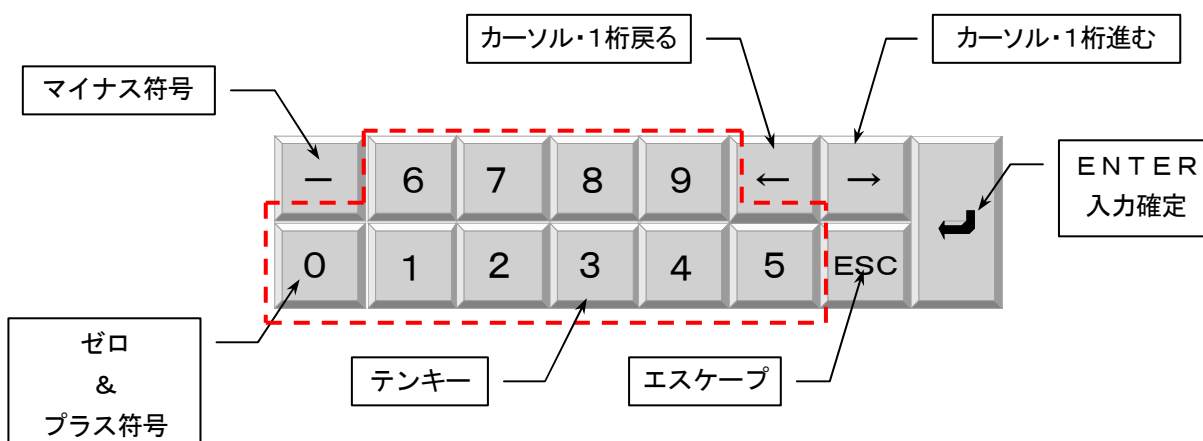 カーソル・1桁戻る
カーソル・1桁進む
マイナス符号
－ 6 7 8 9 ← →
ＥＮＴＥＲ
入力確定
0 1 2 3 4 5 ESC
ゼロ
＆
プラス符号
テンキー
エスケープ